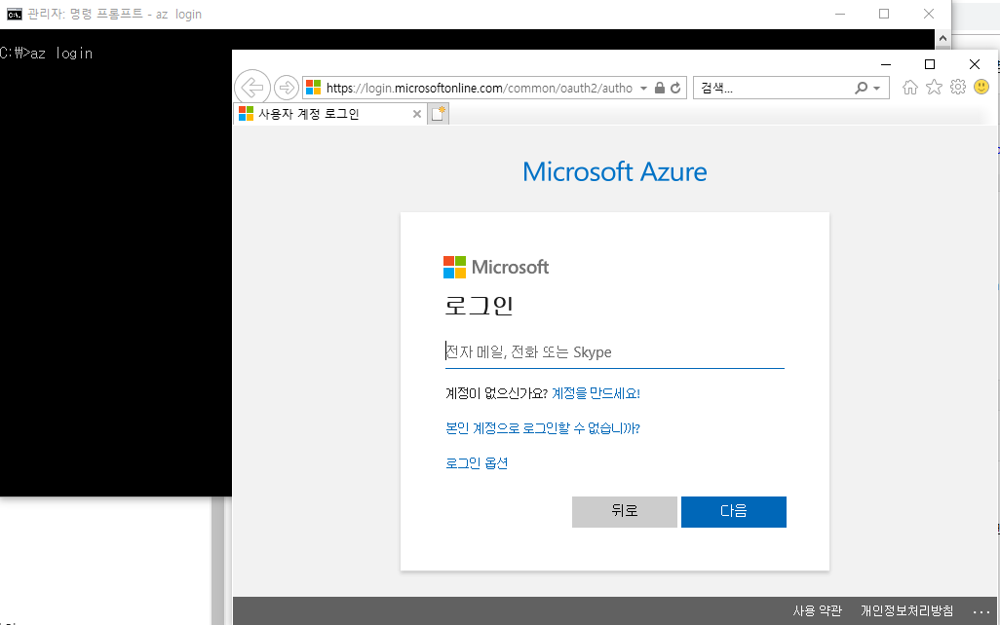 관리자: 명령 프롬프트 - az  login
C:\>az login
https://login.microsoftonline.com/common/oauth2/autho
검색...
사용자 계정 로그인
Microsoft Azure
Microsoft
로그인
전자 메일, 전화 또는 Skype
계정이 없으신가요? 계정을 만드세요!
본인 계정으로 로그인할 수 없습니까?
로그인 옵션
뒤로
다음
사용 약관
개인정보처리방침
...